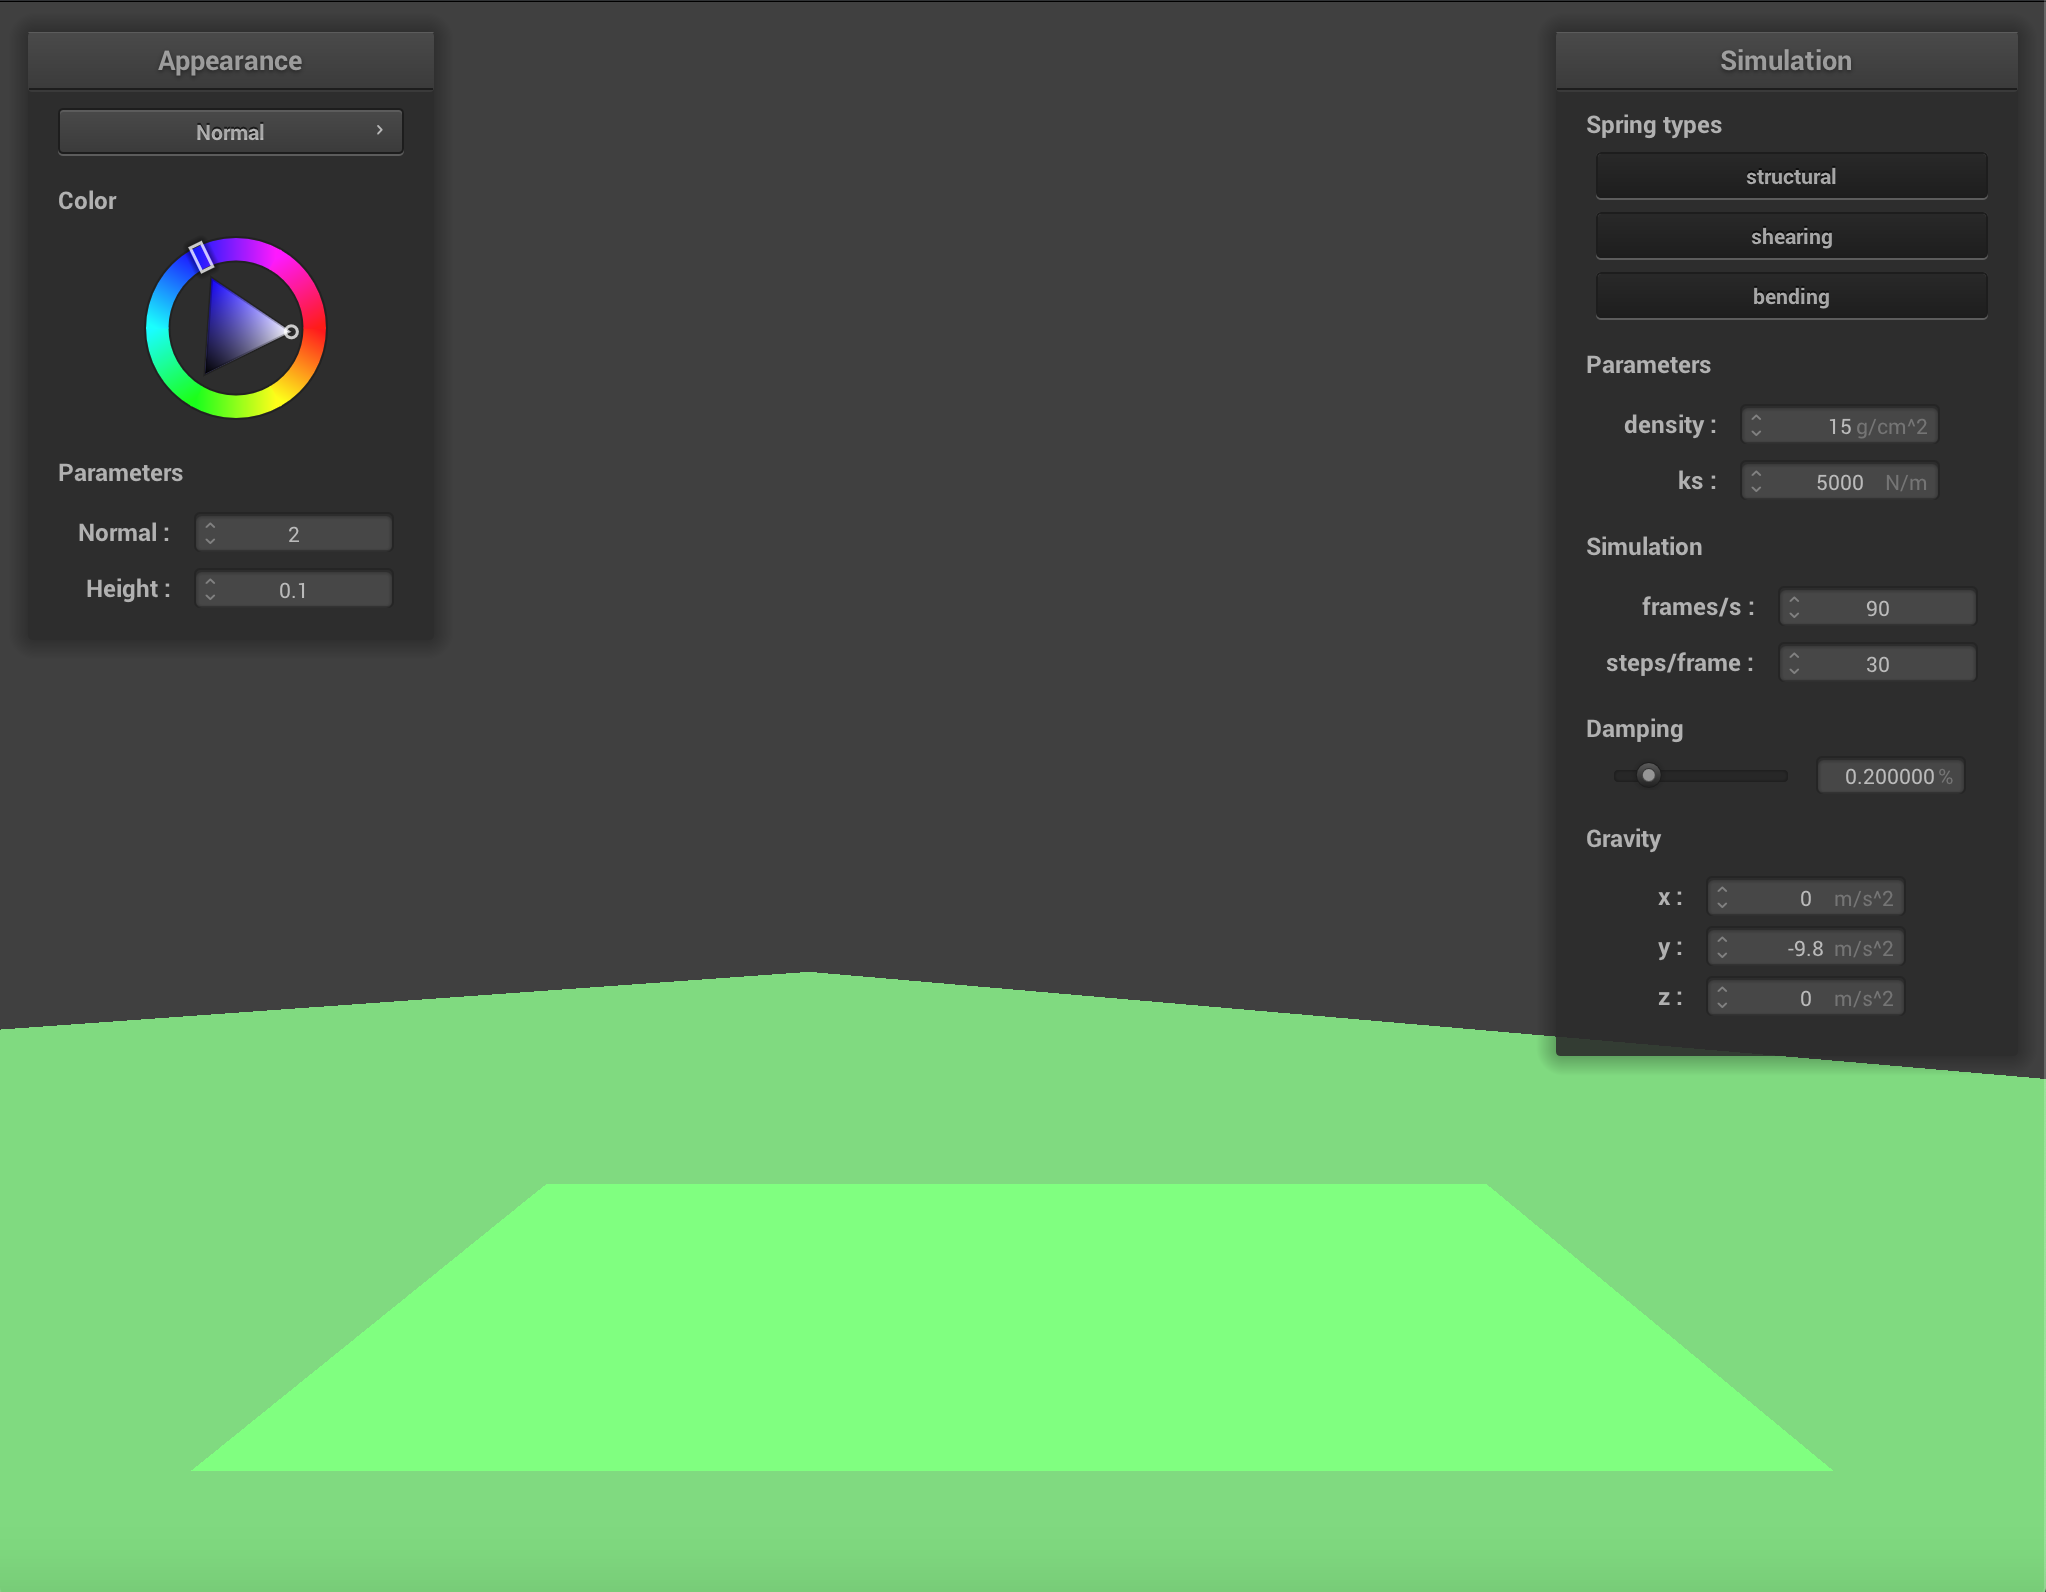 Appearance
Normal
Color
Parameters
Normal : 2
Height : 0.1
Simulation
Spring types
structural
shearing
bending
Parameters
density : 15 g/cm^2
ks : 5000 N/m
Simulation
frames/s : 90
steps/frame : 30
Damping
0.200000 %
Gravity
x : 0 m/s^2
y : -9.8 m/s^2
z : 0 m/s^2